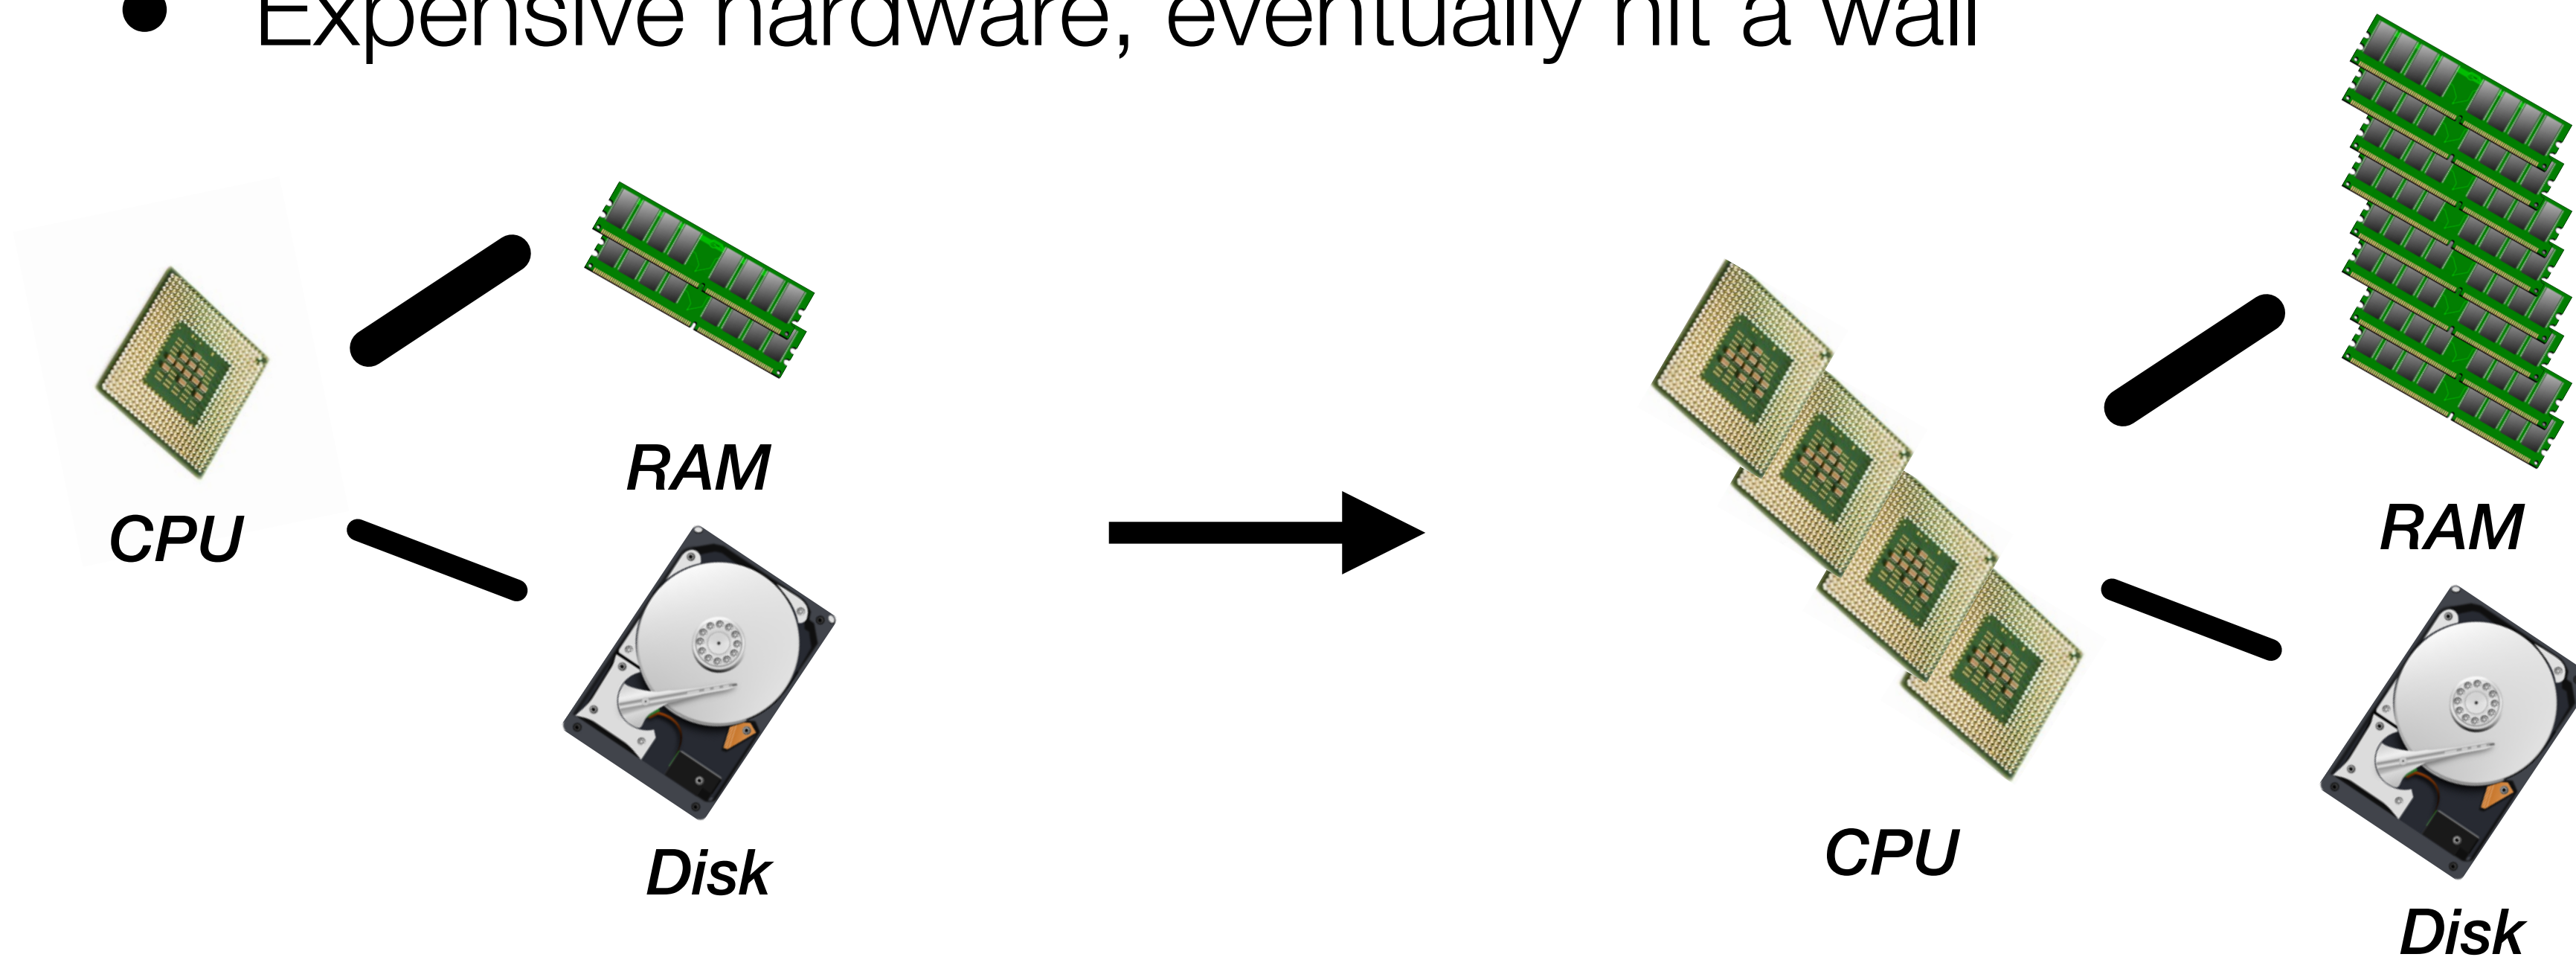 • Expensive hardware, eventually hit a wall
RAM
CPU
RAM
Disk
CPU
Disk